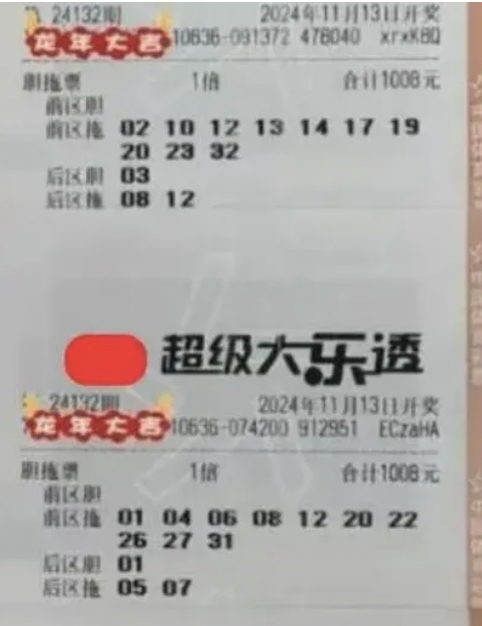 24132期 2024年11月13日开奖
龙年大吉 10636-091372 478040 xrxK8Q
胆拖票 1倍 合计1008元
前区胆
前区拖 02 10 12 13 14 17 19
20 23 32
后区胆 03
后区拖 08 12
超级大乐透
24132期 2024年11月13日开奖
龙年大吉 10636-074200 912951 ECzaHA
胆拖票 1倍 合计1008元
前区胆
前区拖 01 04 06 08 12 20 22
26 27 31
后区胆 01
后区拖 05 07